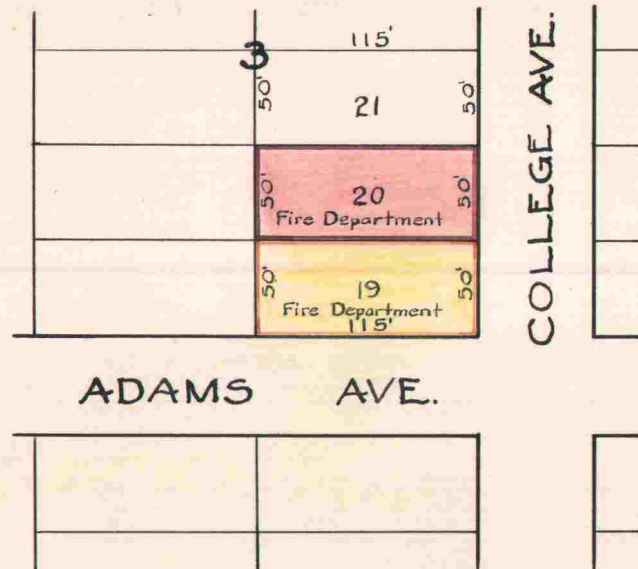 115'
3
50' 21 50'
50' 20 50'
Fire Department
50' 19 50'
Fire Department
115'
COLLEGE AVE.
ADAMS AVE.